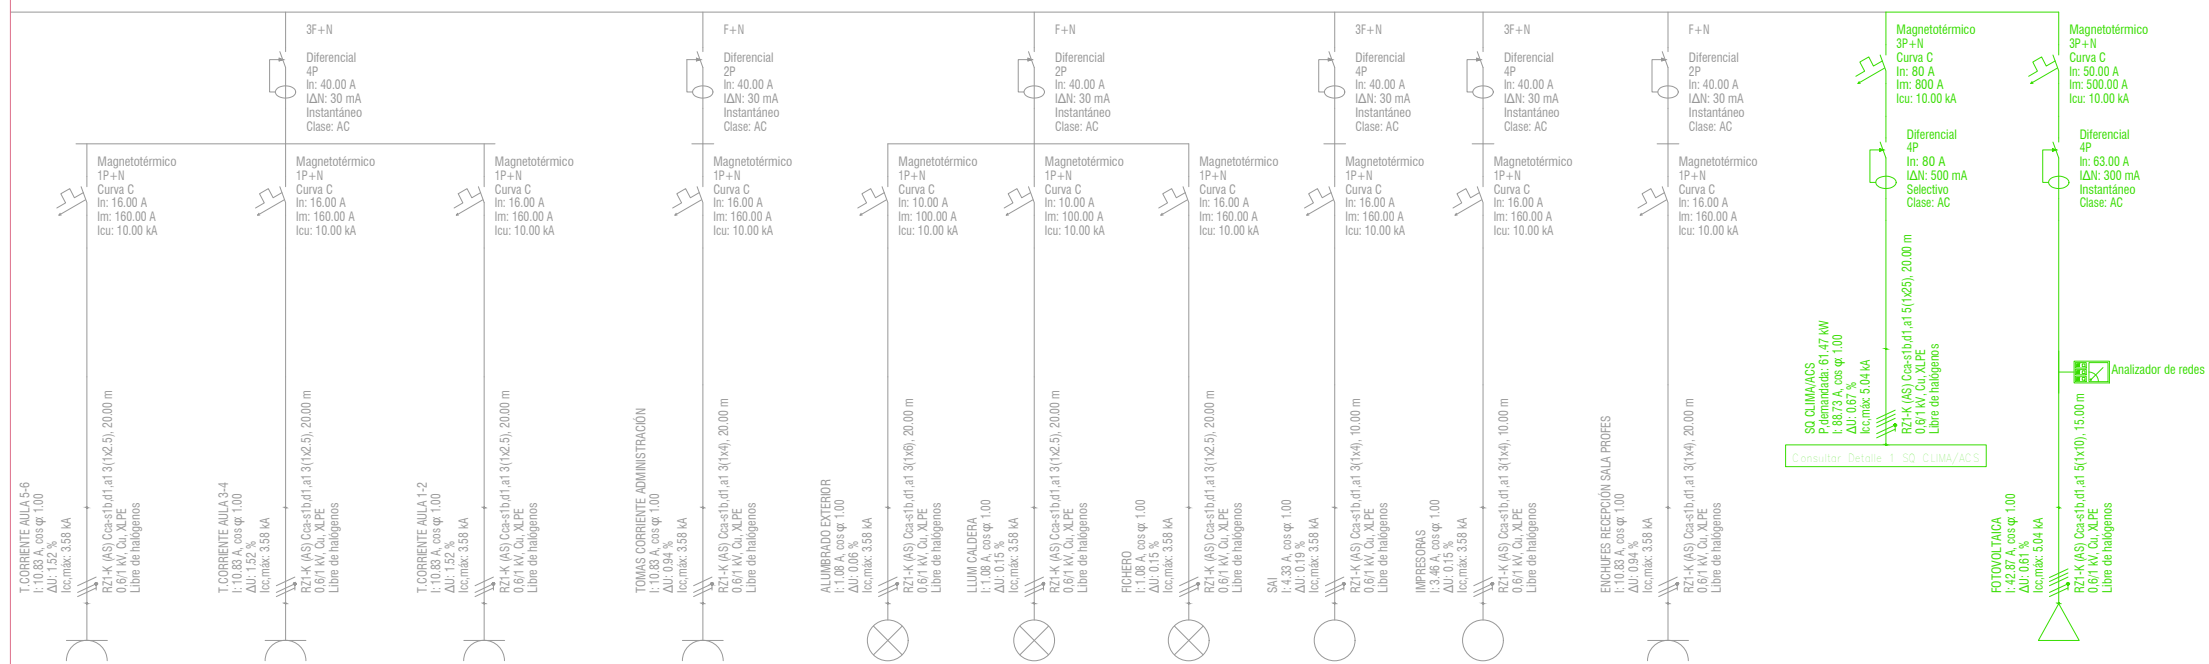 3F+N
Diferencial
4P
In: 40.00 A
IΔN: 30 mA
Instantáneo
Clase: AC
F+N
Diferencial
2P
In: 40.00 A
IΔN: 30 mA
Instantáneo
Clase: AC
F+N
Diferencial
2P
In: 40.00 A
IΔN: 30 mA
Instantáneo
Clase: AC
3F+N
Diferencial
4P
In: 40.00 A
IΔN: 30 mA
Instantáneo
Clase: AC
3F+N
Diferencial
4P
In: 40.00 A
IΔN: 30 mA
Instantáneo
Clase: AC
F+N
Diferencial
2P
In: 40.00 A
IΔN: 30 mA
Instantáneo
Clase: AC
Magnetotérmico
3P+N
Curva C
In: 80 A
Im: 800 A
Icu: 10.00 kA
Magnetotérmico
3P+N
Curva C
In: 50.00 A
Im: 500.00 A
Icu: 10.00 kA
Diferencial
4P
In: 80 A
IΔN: 500 mA
Selectivo
Clase: AC
Diferencial
4P
In: 63.00 A
IΔN: 300 mA
Instantáneo
Clase: AC
Magnetotérmico
1P+N
Curva C
In: 16.00 A
Im: 160.00 A
Icu: 10.00 kA
Magnetotérmico
1P+N
Curva C
In: 16.00 A
Im: 160.00 A
Icu: 10.00 kA
Magnetotérmico
1P+N
Curva C
In: 16.00 A
Im: 160.00 A
Icu: 10.00 kA
Magnetotérmico
1P+N
Curva C
In: 16.00 A
Im: 160.00 A
Icu: 10.00 kA
Magnetotérmico
1P+N
Curva C
In: 10.00 A
Im: 100.00 A
Icu: 10.00 kA
Magnetotérmico
1P+N
Curva C
In: 10.00 A
Im: 100.00 A
Icu: 10.00 kA
Magnetotérmico
1P+N
Curva C
In: 16.00 A
Im: 160.00 A
Icu: 10.00 kA
Magnetotérmico
1P+N
Curva C
In: 16.00 A
Im: 160.00 A
Icu: 10.00 kA
Magnetotérmico
1P+N
Curva C
In: 16.00 A
Im: 160.00 A
Icu: 10.00 kA
Magnetotérmico
1P+N
Curva C
In: 16.00 A
Im: 160.00 A
Icu: 10.00 kA
T.CORRIENTE AULA 5-6
I: 10.83 A, cos φ: 1.00
ΔU: 1.52 %
Icc,máx: 3.58 kA
RZ1-K (AS) Cca-s1b,d1,a1 3(1x2.5), 20.00 m
0,6/1 kV, Cu, XLPE
Libre de halógenos
T.CORRIENTE AULA 3-4
I: 10.83 A, cos φ: 1.00
ΔU: 1.52 %
Icc,máx: 3.58 kA
RZ1-K (AS) Cca-s1b,d1,a1 3(1x2.5), 20.00 m
0,6/1 kV, Cu, XLPE
Libre de halógenos
T.CORRIENTE AULA 1-2
I: 10.83 A, cos φ: 1.00
ΔU: 1.52 %
Icc,máx: 3.58 kA
RZ1-K (AS) Cca-s1b,d1,a1 3(1x2.5), 20.00 m
0,6/1 kV, Cu, XLPE
Libre de halógenos
TOMAS CORRIENTE ADMINISTRACIÓN
I: 10.83 A, cos φ: 1.00
ΔU: 0.94 %
Icc,máx: 3.58 kA
RZ1-K (AS) Cca-s1b,d1,a1 3(1x4), 20.00 m
0,6/1 kV, Cu, XLPE
Libre de halógenos
ALUMBRADO EXTERIOR
I: 1.08 A, cos φ: 1.00
ΔU: 0.06 %
Icc,máx: 3.58 kA
RZ1-K (AS) Cca-s1b,d1,a1 3(1x6), 20.00 m
0,6/1 kV, Cu, XLPE
Libre de halógenos
LLUM CALDERA
I: 1.08 A, cos φ: 1.00
ΔU: 0.15 %
Icc,máx: 3.58 kA
RZ1-K (AS) Cca-s1b,d1,a1 3(1x2.5), 20.00 m
0,6/1 kV, Cu, XLPE
Libre de halógenos
FICHERO
I: 1.08 A, cos φ: 1.00
ΔU: 0.15 %
Icc,máx: 3.58 kA
RZ1-K (AS) Cca-s1b,d1,a1 3(1x2.5), 20.00 m
0,6/1 kV, Cu, XLPE
Libre de halógenos
SAI
I: 4.33 A, cos φ: 1.00
ΔU: 0.19 %
Icc,máx: 3.58 kA
RZ1-K (AS) Cca-s1b,d1,a1 3(1x4), 10.00 m
0,6/1 kV, Cu, XLPE
Libre de halógenos
IMPRESORAS
I: 3.46 A, cos φ: 1.00
ΔU: 0.15 %
Icc,máx: 3.58 kA
RZ1-K (AS) Cca-s1b,d1,a1 3(1x4), 10.00 m
0,6/1 kV, Cu, XLPE
Libre de halógenos
ENCHUFES RECEPCIÓN SALA PROFES
I: 10.83 A, cos φ: 1.00
ΔU: 0.94 %
Icc,máx: 3.58 kA
RZ1-K (AS) Cca-s1b,d1,a1 3(1x4), 20.00 m
0,6/1 kV, Cu, XLPE
Libre de halógenos
SQ CLIMA/ACS
P.demandada: 61.47 kW
I: 88.73 A, cos φ: 1.00
ΔU: 0.67 %
Icc,máx: 5.04 kA
RZ1-K (AS) Cca-s1b,d1,a1 5(1x25), 20.00 m
0,6/1 kV, Cu, XLPE
Libre de halógenos
Consultar Detalle 1 SQ CLIMA/ACS
Analizador de redes
FOTOVOLTAICA
I: 42.87 A, cos φ: 1.00
ΔU: 0.61 %
Icc,máx: 5.04 kA
RZ1-K (AS) Cca-s1b,d1,a1 5(1x10), 15.00 m
0,6/1 kV, Cu, XLPE
Libre de halógenos